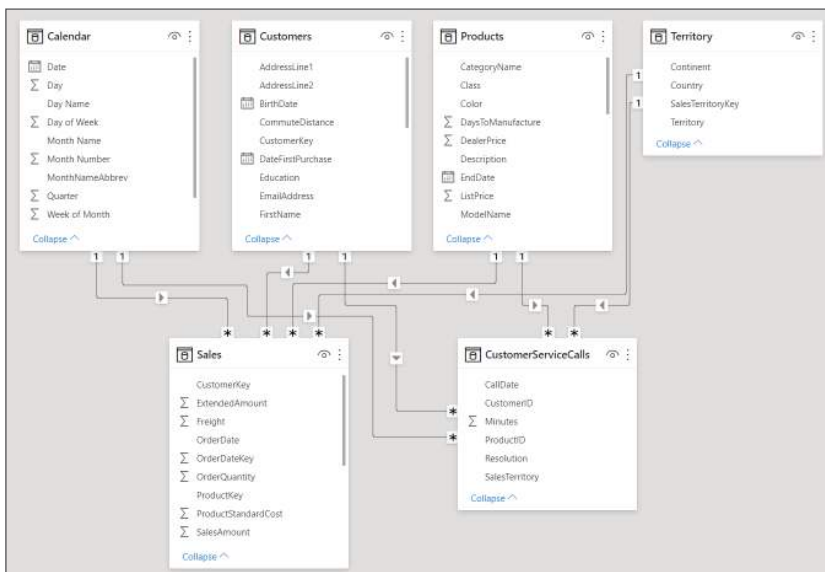 Calendar
Date
Day
Day Name
Day of Week
Month Name
Month Number
MonthNameAbbrev
Quarter
Week of Month
Collapse
Customers
AddressLine1
AddressLine2
BirthDate
CommuteDistance
CustomerKey
DateFirstPurchase
Education
EmailAddress
FirstName
Collapse
Products
CategoryName
Class
Color
DaysToManufacture
DealerPrice
Description
EndDate
ListPrice
ModelName
Collapse
Territory
Continent
Country
SalesTerritoryKey
Territory
Collapse
1
1
1
1
1
1
1
1
*
*
*
*
*
*
*
*
Sales
CustomerKey
ExtendedAmount
Freight
OrderDate
OrderDateKey
OrderQuantity
ProductKey
ProductStandardCost
SalesAmount
Collapse
CustomerServiceCalls
CallDate
CustomerID
Minutes
ProductID
Resolution
SalesTerritory
Collapse